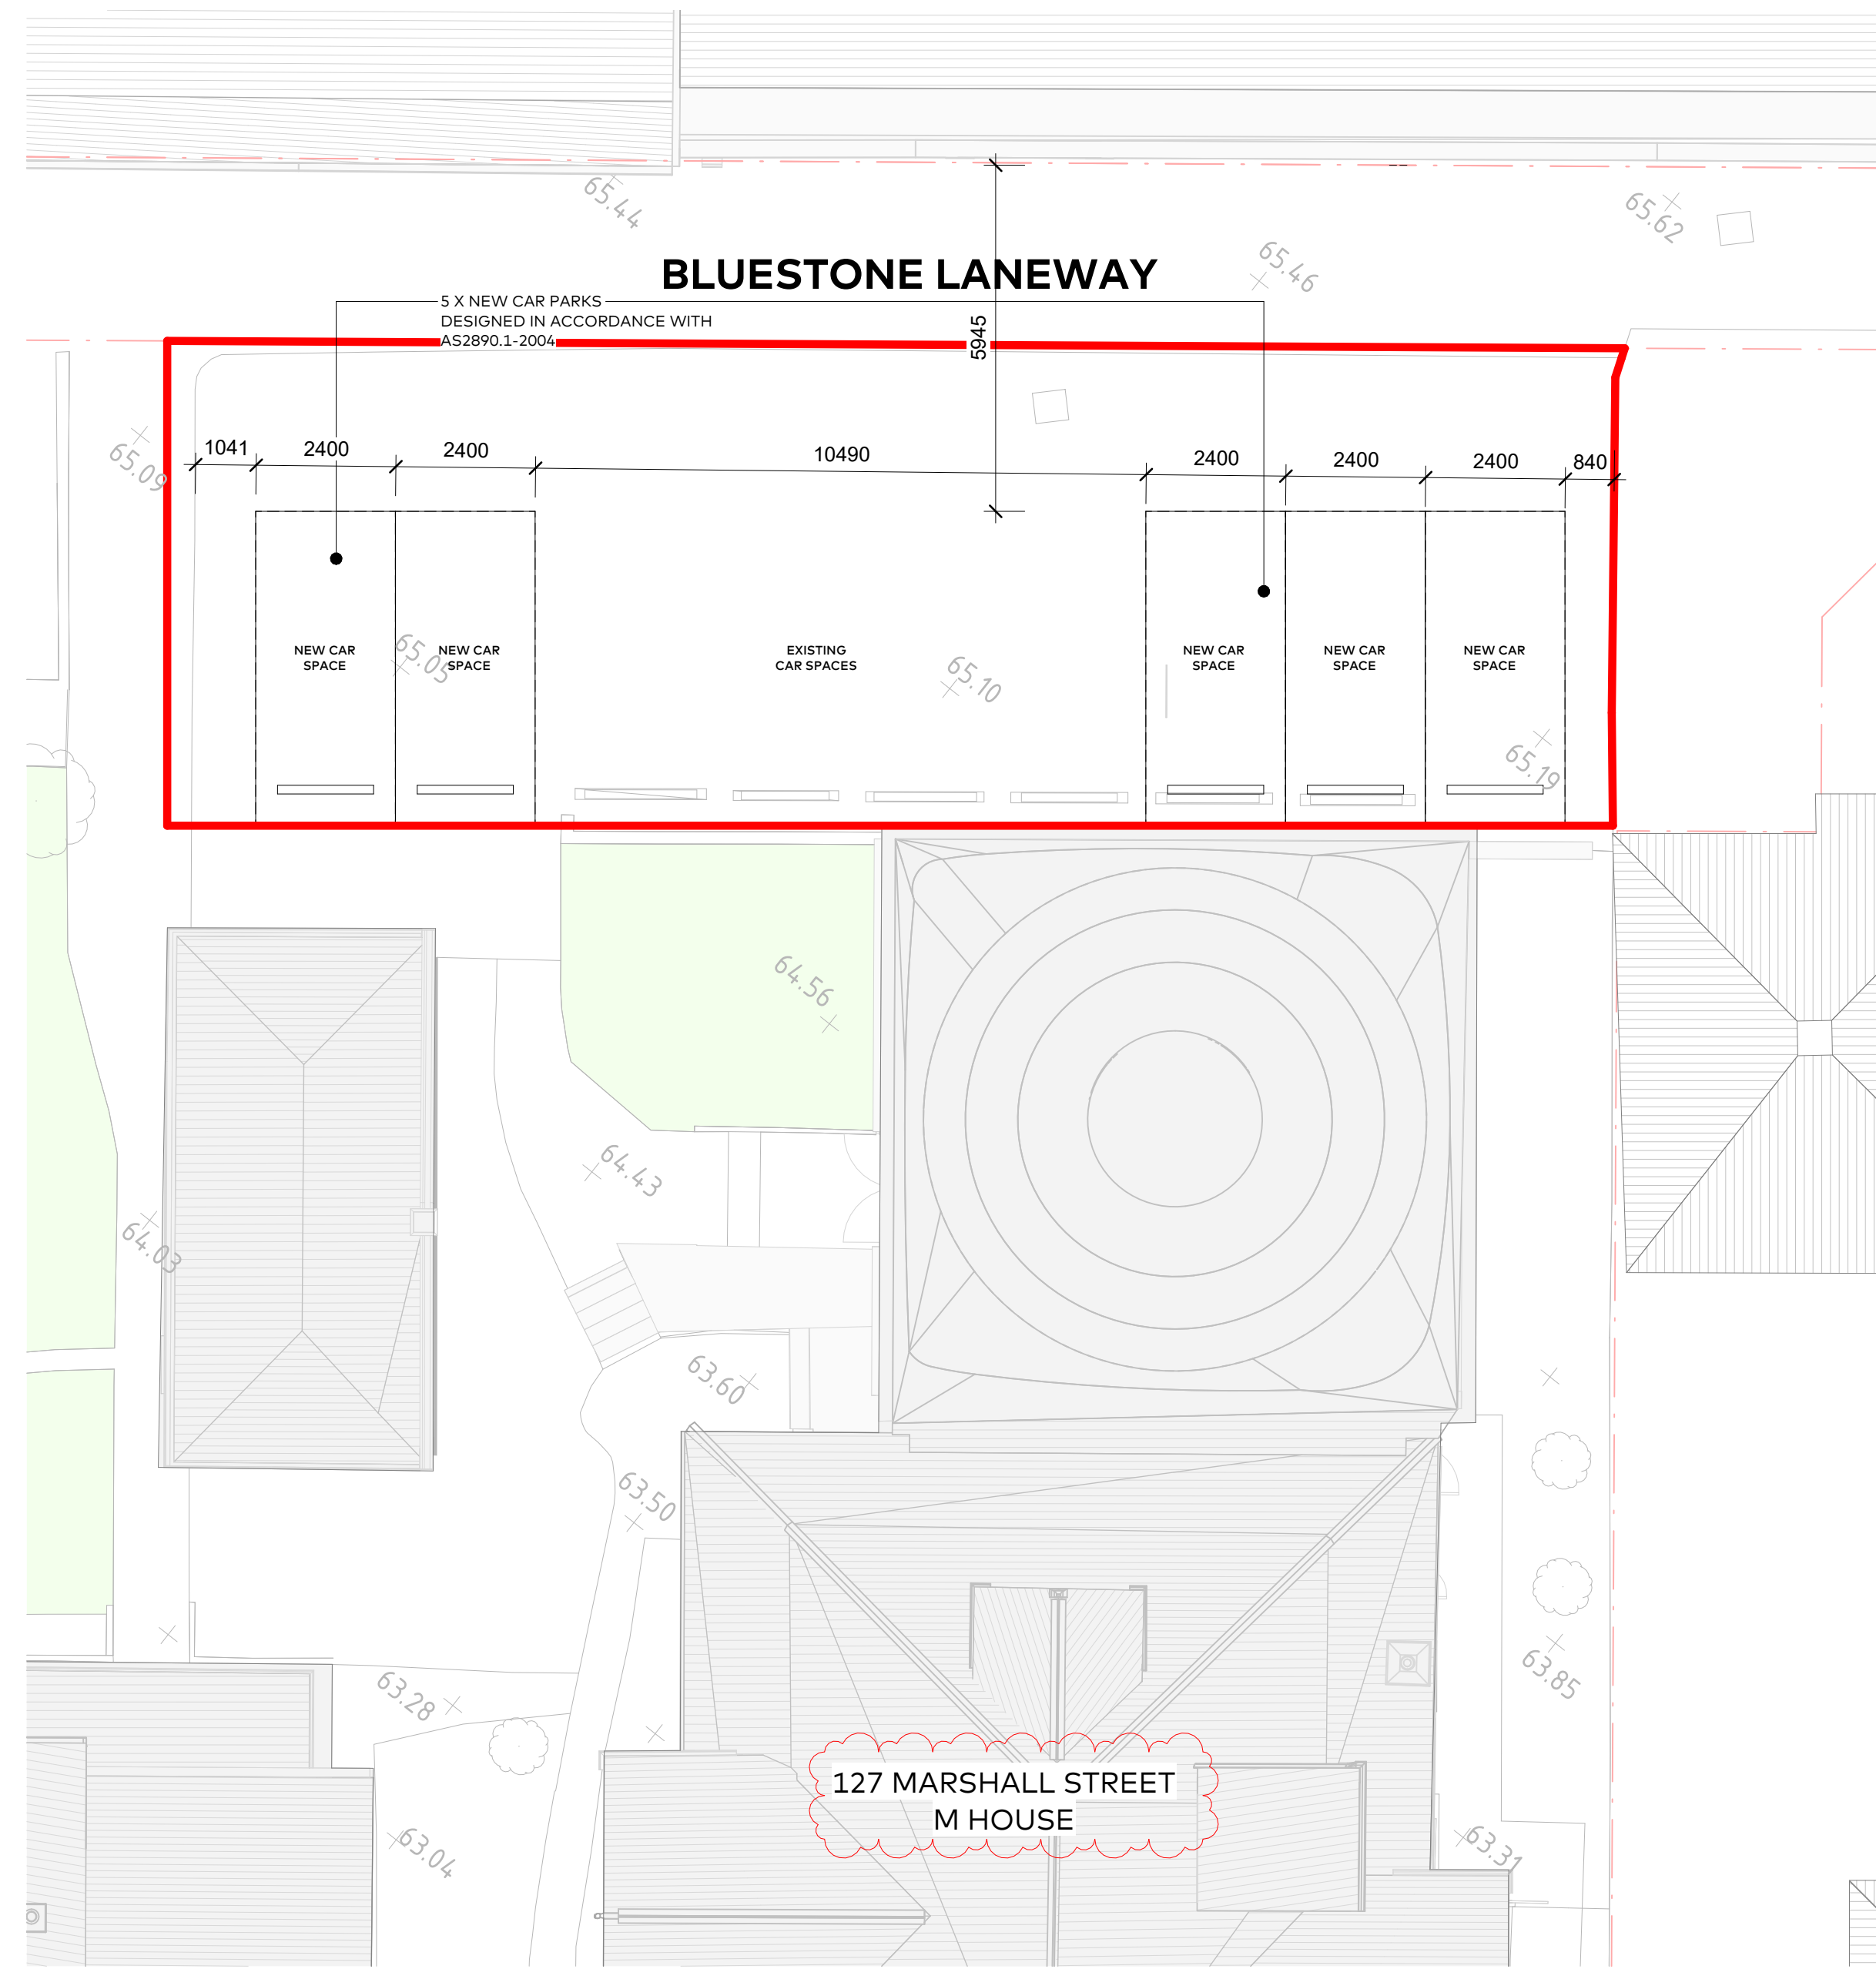 65.44
65.62
65.46
BLUESTONE LANEWAY
5 X NEW CAR PARKS
DESIGNED IN ACCORDANCE WITH
AS2890.1-2004
5945
65.09
1041
2400
2400
10490
2400
2400
2400
840
NEW CAR
SPACE
65.05
NEW CAR
SPACE
EXISTING
CAR SPACES
65.10
NEW CAR
SPACE
NEW CAR
SPACE
NEW CAR
SPACE
65.19
64.56
64.43
64.03
63.60
63.50
63.28
63.85
127 MARSHALL STREET
M HOUSE
63.04
63.31